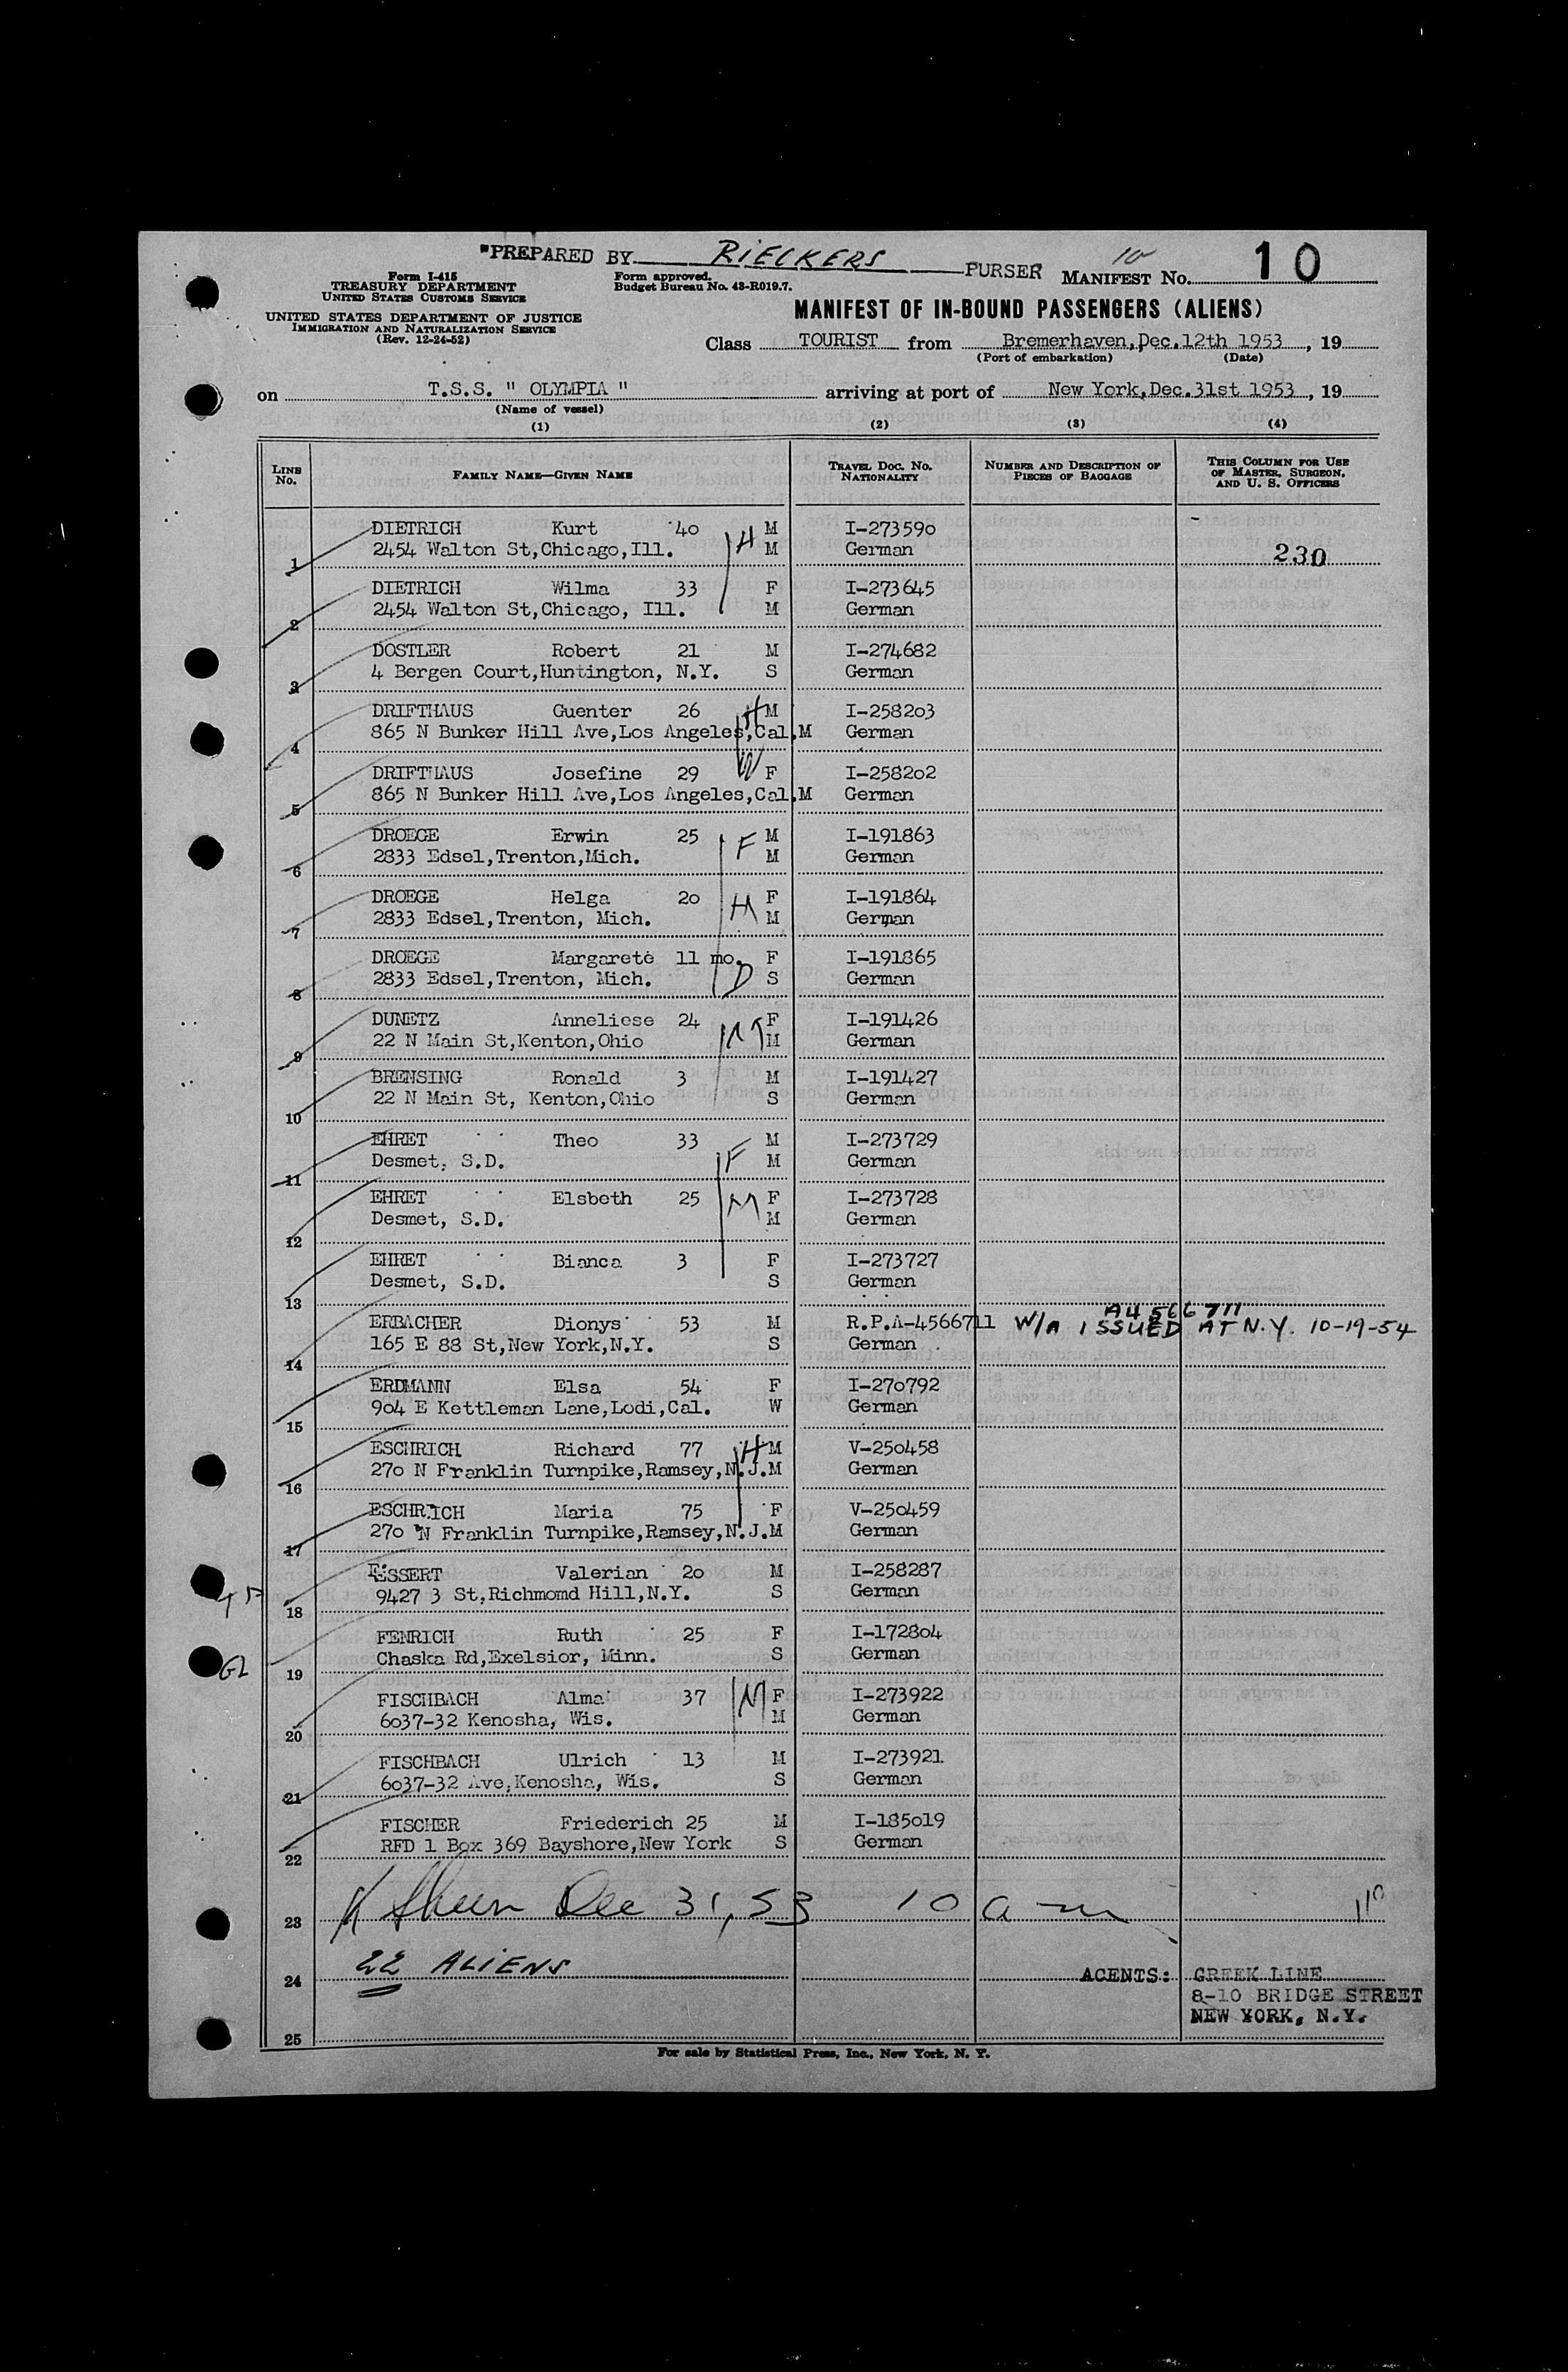 "PREPARED BY RIECKERS PURSER
10
MANIFEST No. 10
Form I-415
TREASURY DEPARTMENT
UNITED STATES CUSTOMS SERVICE
Form approved.
Budget Bureau No. 43-R019.7.
UNITED STATES DEPARTMENT OF JUSTICE
IMMIGRATION AND NATURALIZATION SERVICE
(Rev. 12-24-52)
MANIFEST OF IN-BOUND PASSENGERS (ALIENS)
Class TOURIST from Bremerhaven, Dec.12th 1953, 19
(Port of embarkation) (Date)
on T.S.S. " OLYMPIA " arriving at port of New York, Dec.31st 1953, 19
(Name of vessel)
(1) (2) (3) (4)
LINE No. FAMILY NAME—GIVEN NAME TRAVEL DOC. No. NATIONALITY NUMBER AND DESCRIPTION OF PIECES OF BAGGAGE THIS COLUMN FOR USE OF MASTER, SURGEON, AND U. S. OFFICERS
DIETRICH Kurt 40 M I-273590
1 2454 Walton St,Chicago,Ill. H M German 230
DIETRICH Wilma 33 F I-273645
2 2454 Walton St,Chicago, Ill. M German
DOSTLER Robert 21 M I-274682
3 4 Bergen Court,Huntington, N.Y. S German
DRIFTHAUS Guenter 26 H M I-258203
4 865 N Bunker Hill Ave,Los Angeles,Cal.M German
DRIFTHAUS Josefine 29 W F I-258202
5 865 N Bunker Hill Ave,Los Angeles,Cal.M German
DROEGE Erwin 25 F M I-191863
6 2833 Edsel,Trenton,Mich. M German
DROEGE Helga 20 M F I-191864
7 2833 Edsel,Trenton, Mich. M German
DROEGE Margarete 11 mo. F I-191865
8 2833 Edsel,Trenton, Mich. D S German
DUNETZ Anneliese 24 F I-191426
9 22 N Main St,Kenton,Ohio M M German
BRENSING Ronald 3 M I-191427
10 22 N Main St, Kenton,Ohio S German
EHRET Theo 33 M I-273729
11 Desmet, S.D. F M German
EHRET Elsbeth 25 F I-273728
12 Desmet, S.D. M M German
EHRET Bianca 3 F I-273727
13 Desmet, S.D. S German
A4 566 711
ERBACHER Dionys 53 M R.P.A-4566711 W/A ISSUED AT N.Y. 10-19-54
14 165 E 88 St,New York,N.Y. S German
ERDMANN Elsa 54 F I-270792
15 904 E Kettleman Lane,Lodi,Cal. W German
ESCHRICH Richard 77 H M V-250458
16 270 N Franklin Turnpike,Ramsey,N.J.M German
ESCHRICH Maria 75 F V-250459
17 270 N Franklin Turnpike,Ramsey,N.J.M German
EISSERT Valerian 20 M I-258287
18 9427 3 St,Richmomd Hill,N.Y. S German
FENRICH Ruth 25 F I-172804
19 Chaska Rd,Exelsior, Minn. S German
FISCHBACH Alma 37 M F I-273922
20 6037-32 Kenosha, Wis. M German
FISCHBACH Ulrich 13 M I-273921
21 6037-32 Ave,Kenosha, Wis. S German
FISCHER Friederich 25 M I-185019
22 RFD 1 Box 369 Bayshore,New York S German
23 Dec 31, 53 10 am
24 22 ALIENS AGENTS: GREEK LINE
8-10 BRIDGE STREET
NEW YORK, N.Y.
25
For sale by Statistical Press, Inc., New York, N. Y.